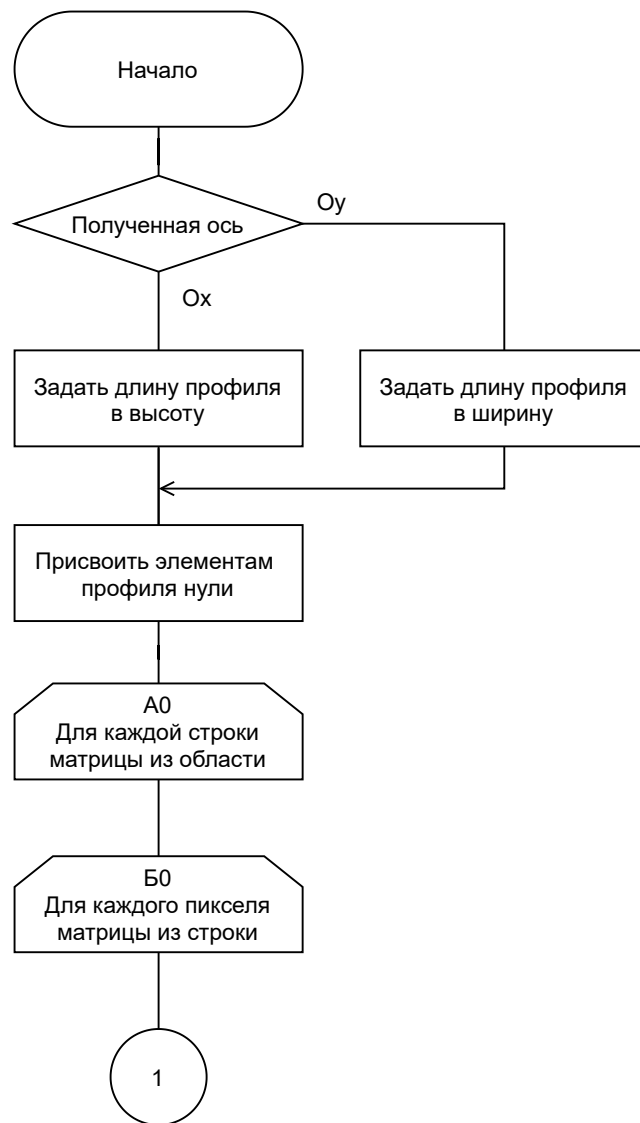 Начало
Полученная ось
Oy
Ox
Задать длину профиля
в высоту
Задать длину профиля
в ширину
Присвоить элементам
профиля нули
А0
Для каждой строки
матрицы из области
Б0
Для каждого пикселя
матрицы из строки
1